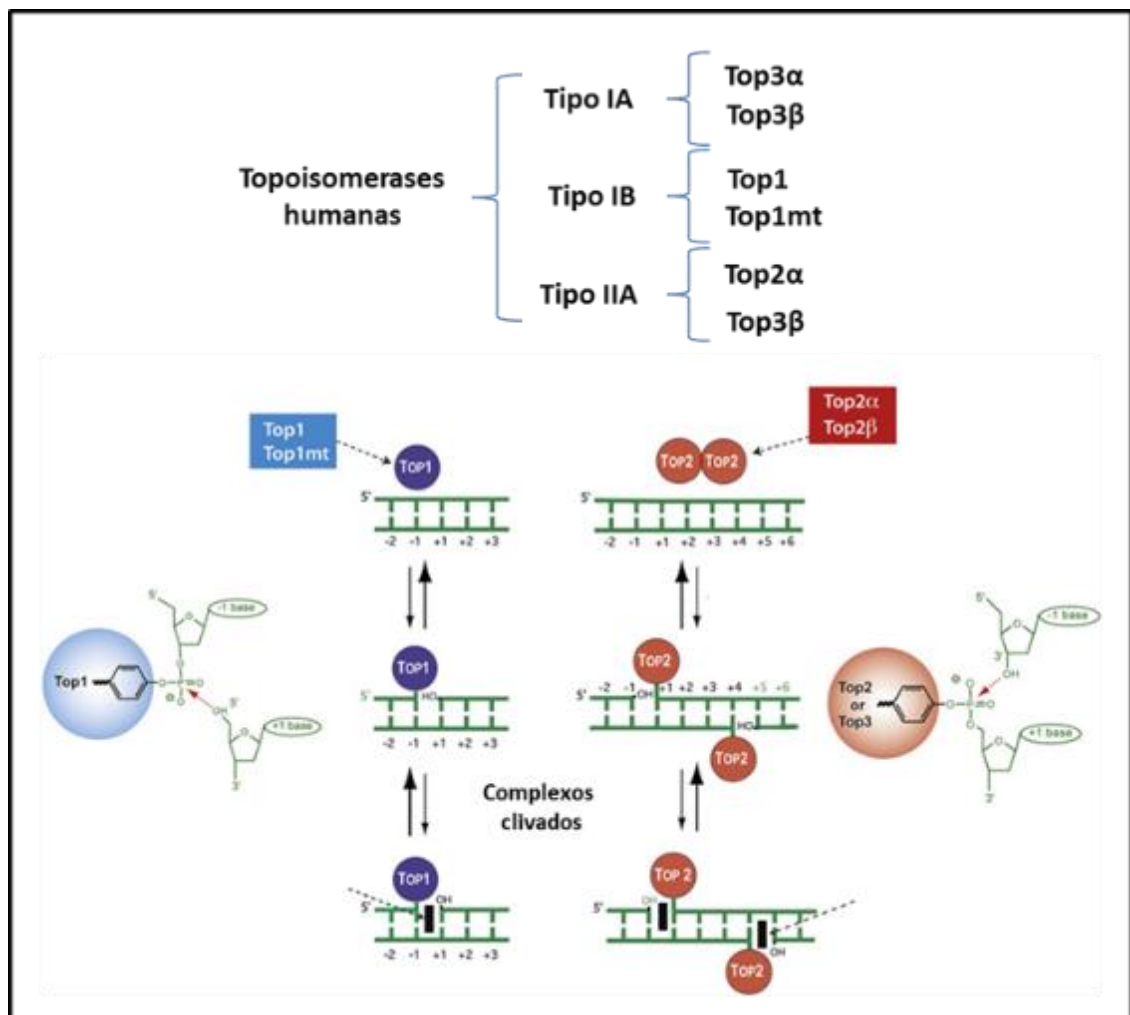 Topoisomerases
humanas
Tipo IA
Top3α
Top3β
Tipo IB
Top1
Top1mt
Tipo IIA
Top2α
Top3β
Top1
Top1mt
TOP1
5'
-2 -1 +1 +2 +3
Top2α
Top2β
TOP2 TOP2
5'
-2 -1 +1 +2 +3 +4 +5 +6
5'
-1 base
Top1
O
O
P
O
O
⊖
OH
5'
O
+1 base
3'
TOP1
HO
5'
-2 -1 +1 +2 +3
TOP2
-2 -1 +1 +2 +3 +4 +5 +6
OH
5'
HO
TOP2
5'
-1 base
O
3'
OH
⊖
O
Top2
or
Top3
O
P
O
O
O
+1 base
3'
Complexos
clivados
TOP1
OH
5'
-2 -1 +1 +2 +3
TOP 2
OH
5'
OH
TOP2